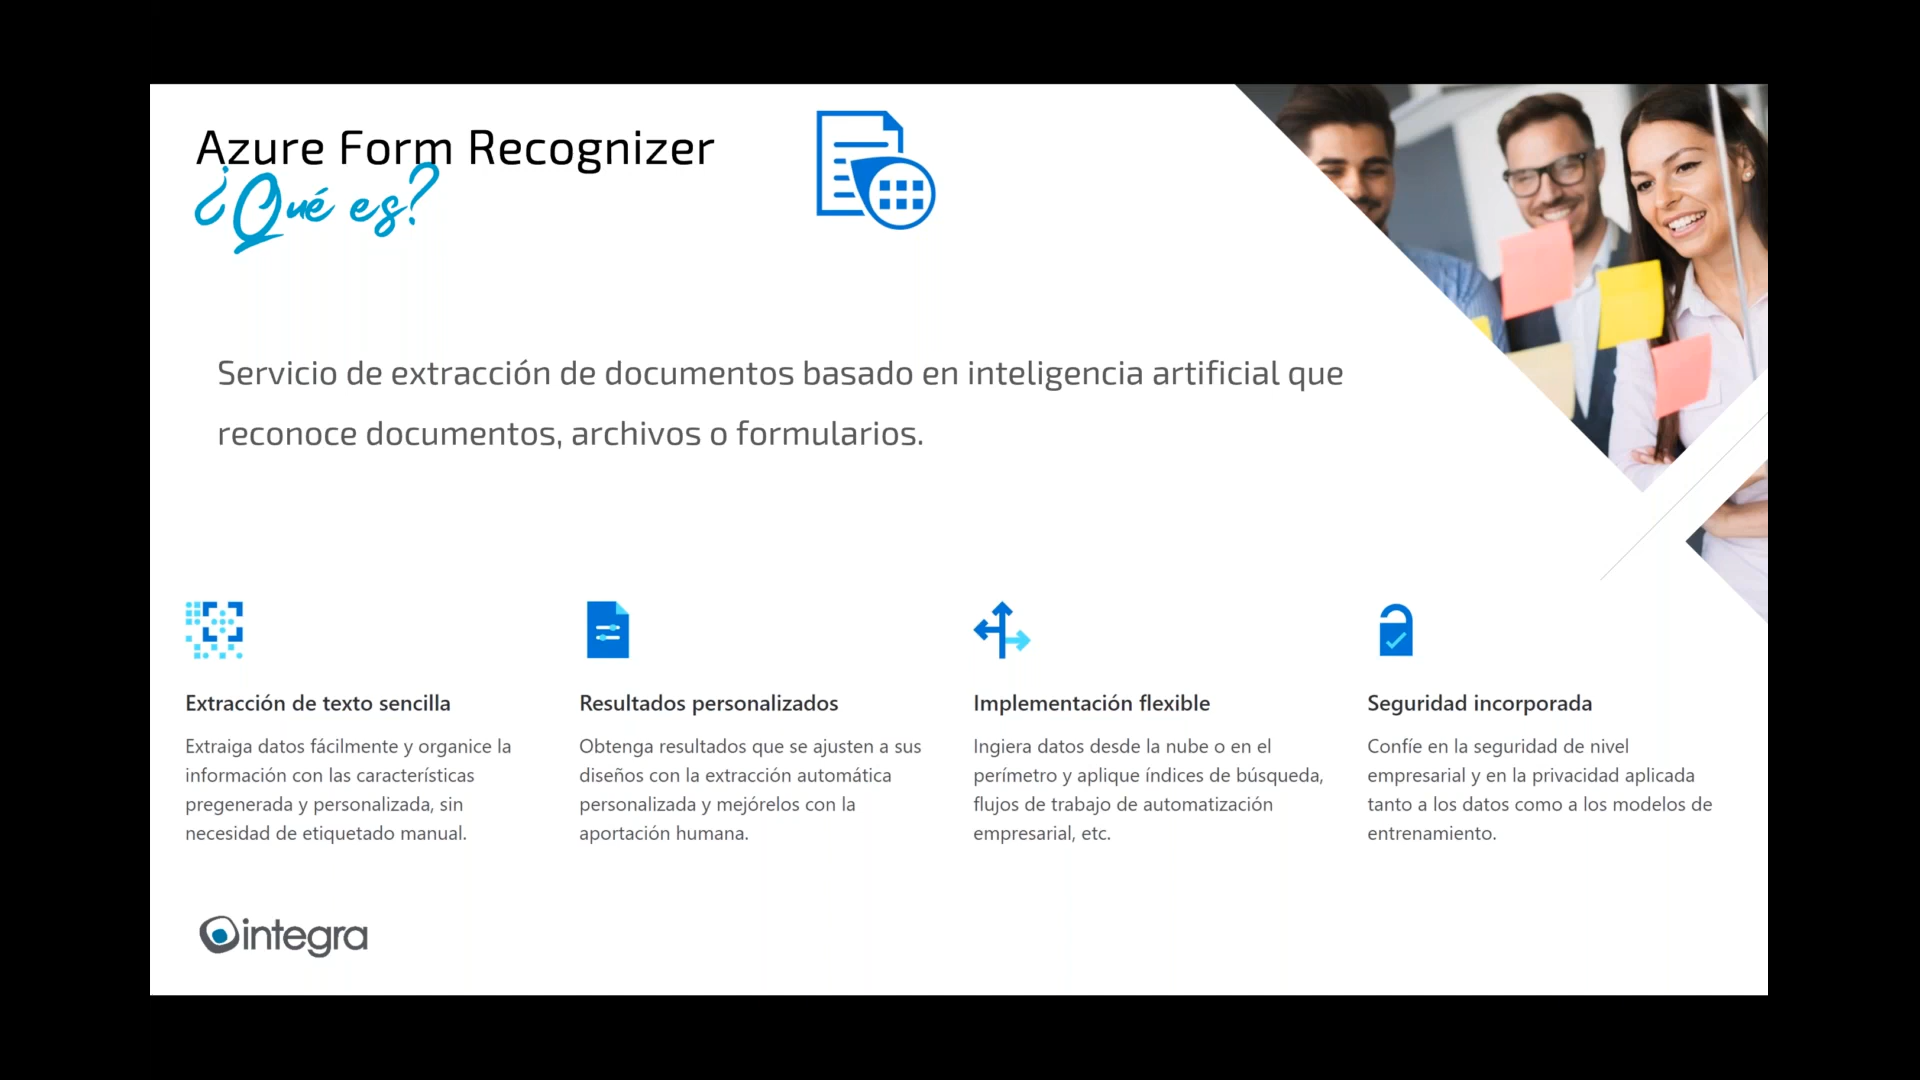 Azure Form Recognizer
¿Qué es?
Servicio de extracción de documentos basado en inteligencia artificial que
reconoce documentos, archivos o formularios.
Extracción de texto sencilla
Extraiga datos fácilmente y organice la
información con las características
pregenerada y personalizada, sin
necesidad de etiquetado manual.
Resultados personalizados
Obtenga resultados que se ajusten a sus
diseños con la extracción automática
personalizada y mejórelos con la
aportación humana.
Implementación flexible
Ingiera datos desde la nube o en el
perímetro y aplique índices de búsqueda,
flujos de trabajo de automatización
empresarial, etc.
Seguridad incorporada
Confíe en la seguridad de nivel
empresarial y en la privacidad aplicada
tanto a los datos como a los modelos de
entrenamiento.
integra